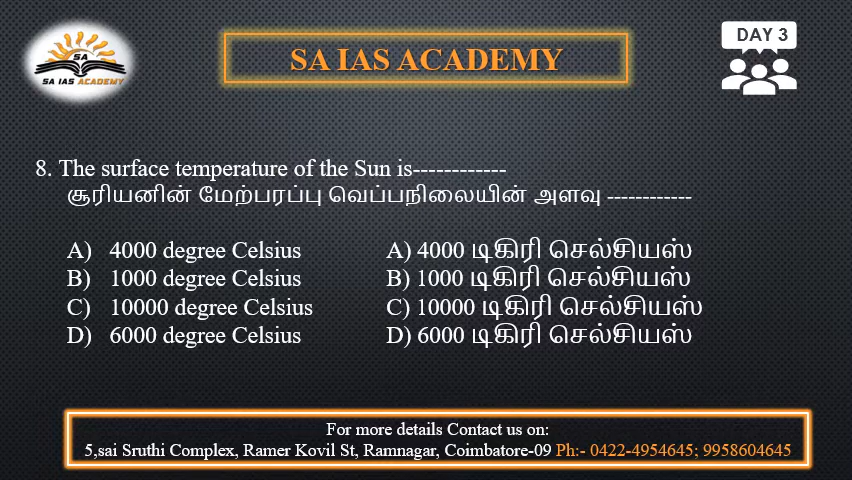 SA
SA IAS ACADEMY
SA IAS ACADEMY
DAY 3
8. The surface temperature of the Sun is------------
சூரியனின் மேற்பரப்பு வெப்பநிலையின் அளவு ------------
A) 4000 degree Celsius A) 4000 டிகிரி செல்சியஸ்
B) 1000 degree Celsius B) 1000 டிகிரி செல்சியஸ்
C) 10000 degree Celsius C) 10000 டிகிரி செல்சியஸ்
D) 6000 degree Celsius D) 6000 டிகிரி செல்சியஸ்
For more details Contact us on:
5,sai Sruthi Complex, Ramer Kovil St, Ramnagar, Coimbatore-09 Ph:- 0422-4954645; 9958604645